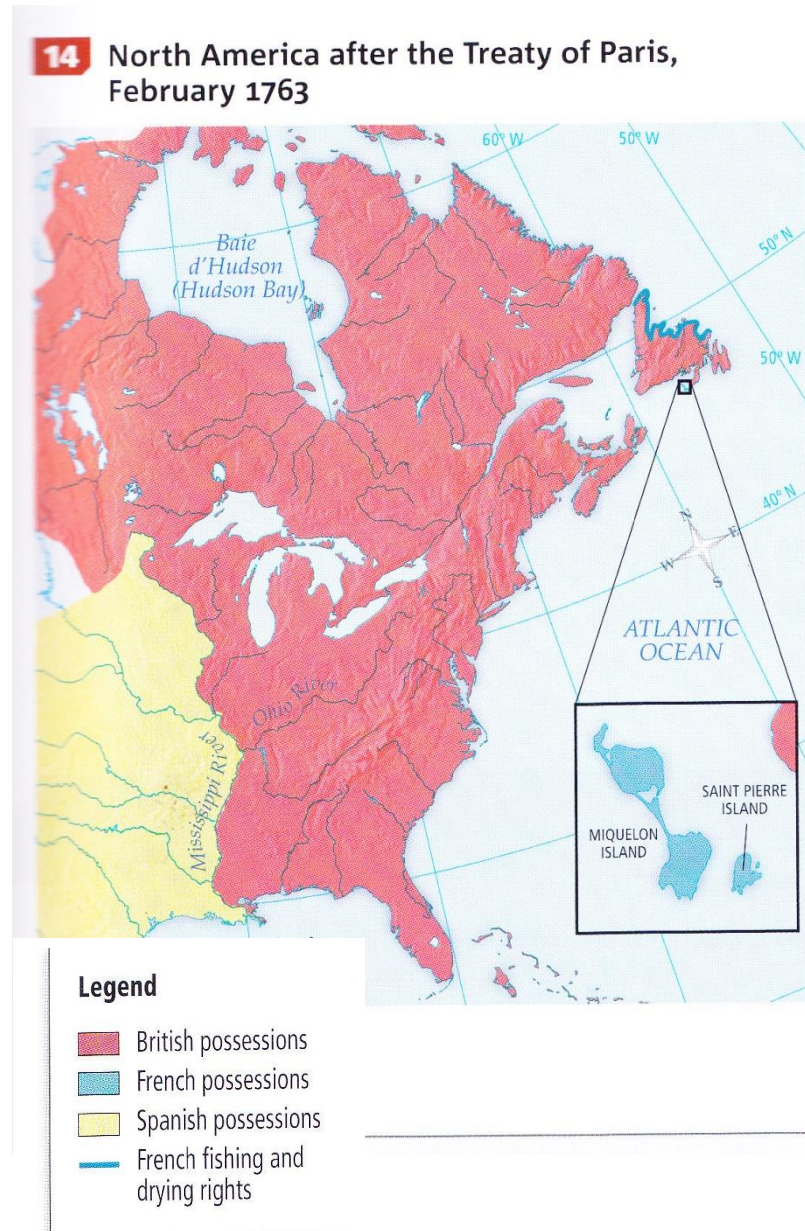 14 North America after the Treaty of Paris,
February 1763
60° W
50° W
50° N
Baie
d'Hudson
(Hudson Bay)
50° W
40° N
N
E
W
S
ATLANTIC
OCEAN
Ohio River
Mississippi River
SAINT PIERRE
ISLAND
MIQUELON
ISLAND
Legend
British possessions
French possessions
Spanish possessions
French fishing and
drying rights